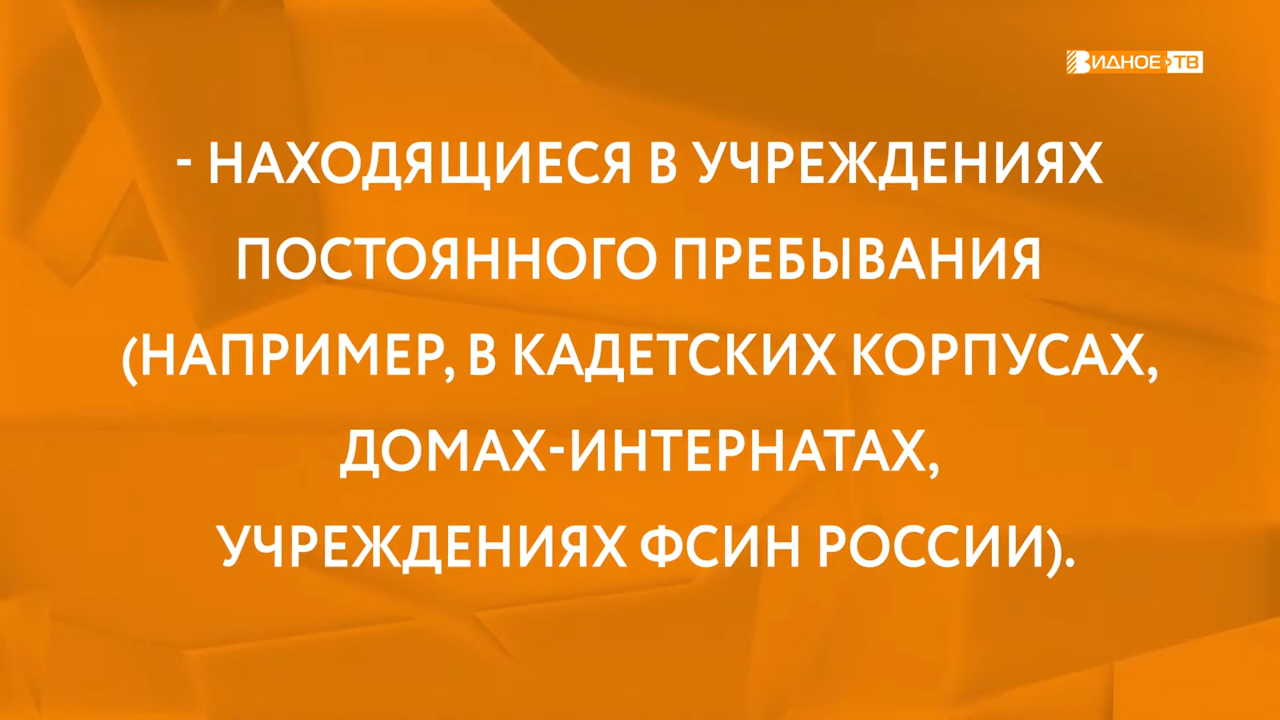 ВИДНОЕ ТВ
- НАХОДЯЩИЕСЯ В УЧРЕЖДЕНИЯХ
ПОСТОЯННОГО ПРЕБЫВАНИЯ
(НАПРИМЕР, В КАДЕТСКИХ КОРПУСАХ,
ДОМАХ-ИНТЕРНАТАХ,
УЧРЕЖДЕНИЯХ ФСИН РОССИИ).